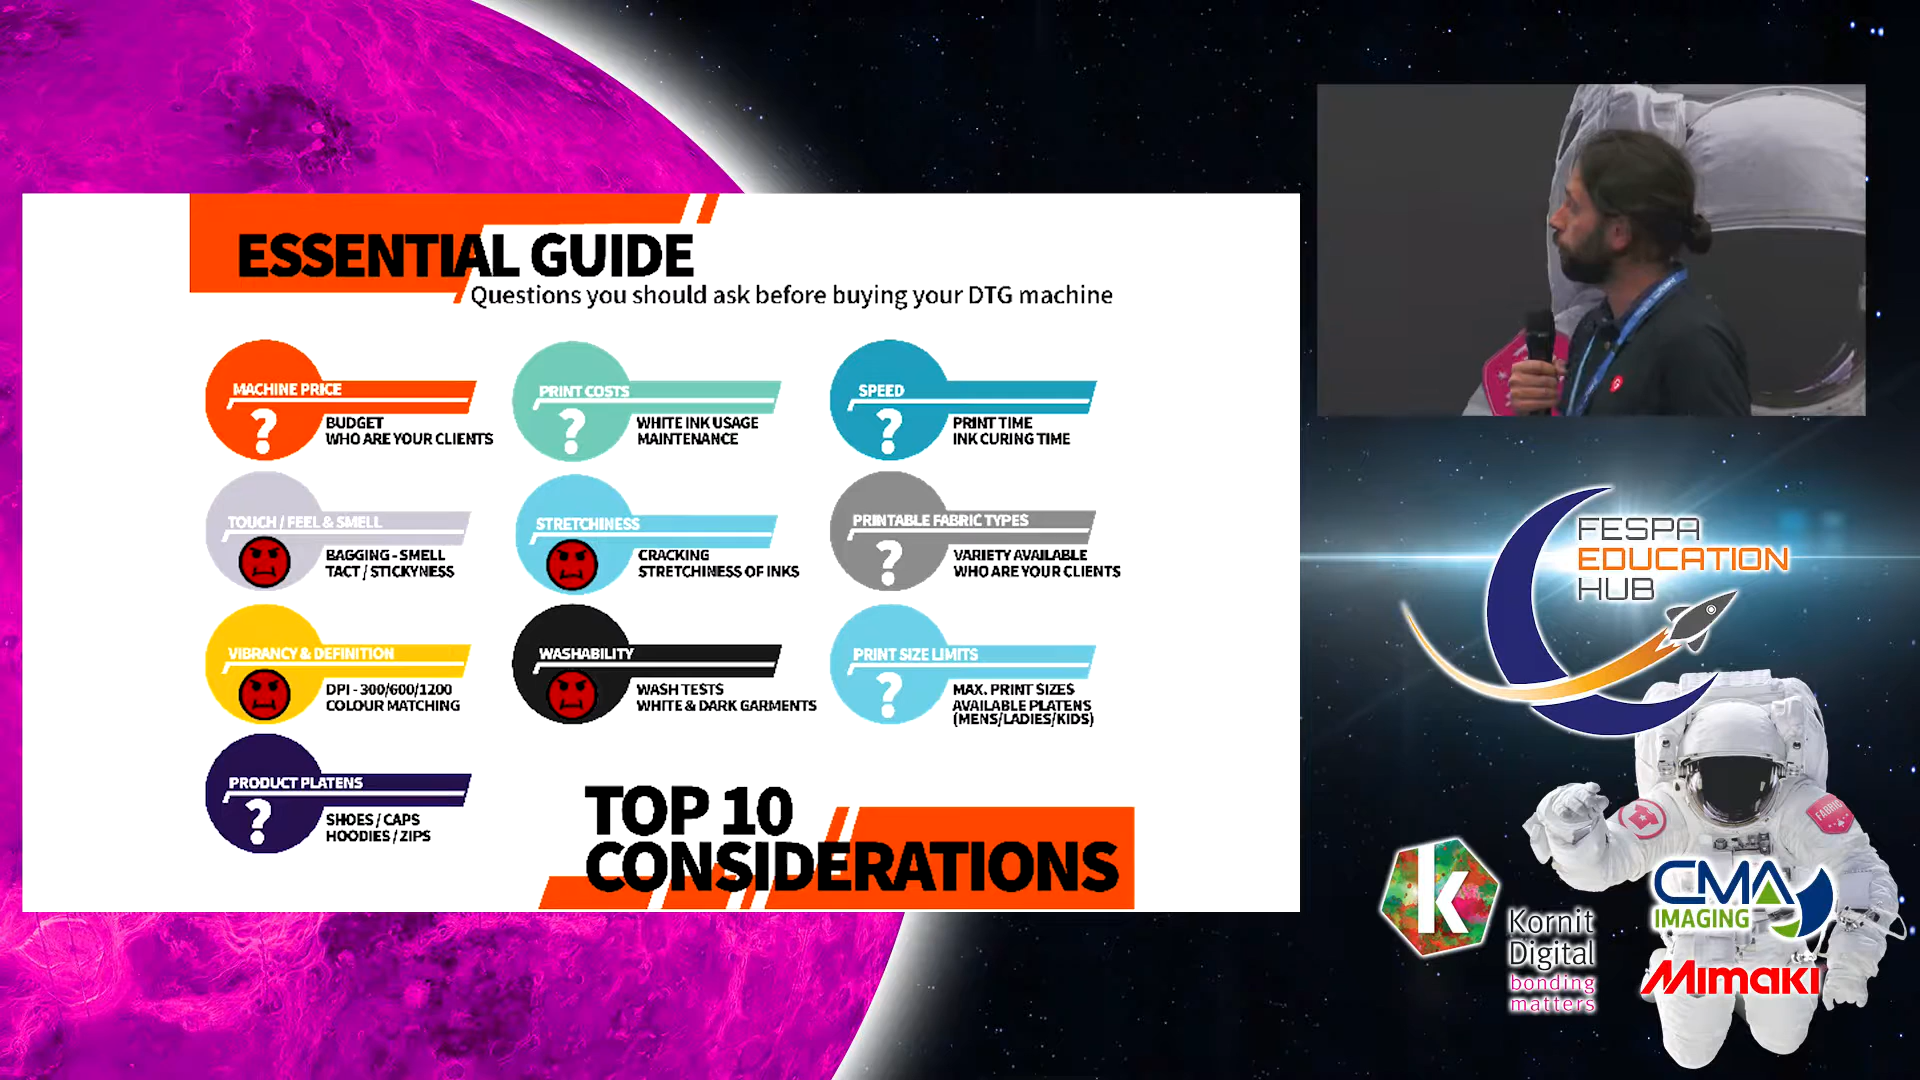 ESSENTIAL GUIDE
Questions you should ask before buying your DTG machine
MACHINE PRICE
?
BUDGET
WHO ARE YOUR CLIENTS
PRINT COSTS
?
WHITE INK USAGE
MAINTENANCE
SPEED
?
PRINT TIME
INK CURING TIME
TOUCH / FEEL & SMELL
BAGGING - SMELL
TACT / STICKYNESS
STRETCHINESS
CRACKING
STRETCHINESS OF INKS
PRINTABLE FABRIC TYPES
?
VARIETY AVAILABLE
WHO ARE YOUR CLIENTS
VIBRANCY & DEFINITION
DPI - 300/600/1200
COLOUR MATCHING
WASHABILITY
WASH TESTS
WHITE & DARK GARMENTS
PRINT SIZE LIMITS
?
MAX. PRINT SIZES
AVAILABLE PLATENS
(MENS/LADIES/KIDS)
PRODUCT PLATENS
?
SHOES / CAPS
HOODIES / ZIPS
TOP 10
CONSIDERATIONS
FESPA
EDUCATION
HUB
FABRIC
K
Kornit
Digital
bonding
matters
CMA
IMAGING
Mimaki